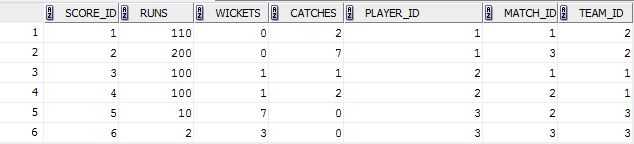 SCORE_ID RUNS WICKETS CATCHES PLAYER_ID MATCH_ID TEAM_ID
1 1 110 0 2 1 1 2
2 2 200 0 7 1 3 2
3 3 100 1 1 2 1 1
4 4 100 1 2 2 2 1
5 5 10 7 0 3 2 3
6 6 2 3 0 3 3 3